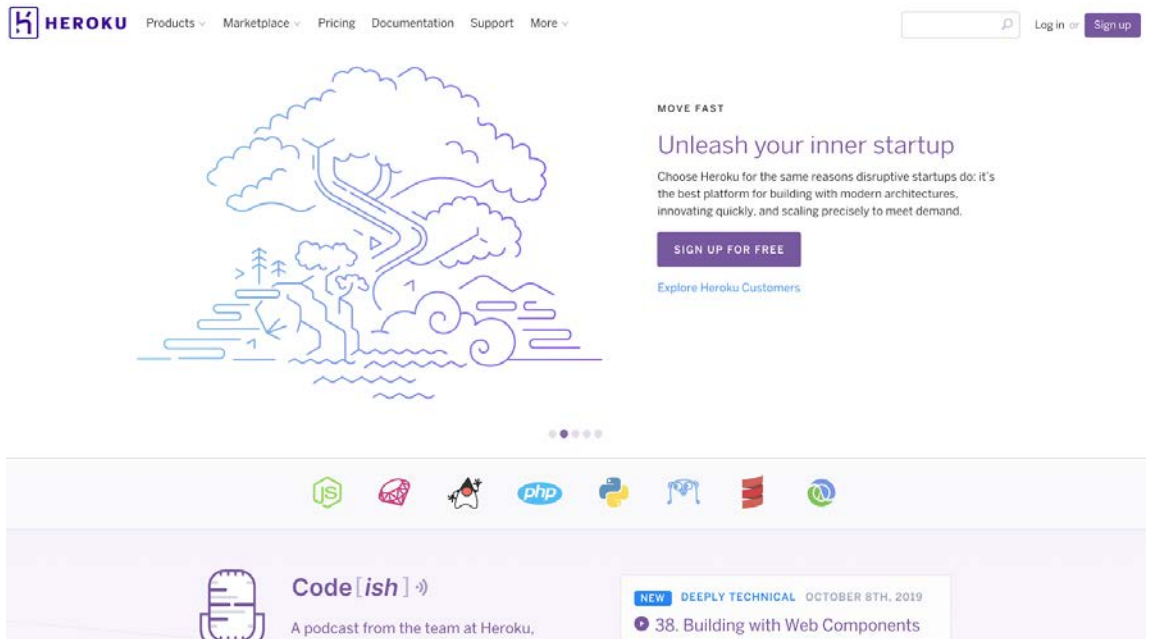 HEROKU Products Marketplace Pricing Documentation Support More Log in or Sign up
MOVE FAST
Unleash your inner startup
Choose Heroku for the same reasons disruptive startups do: it's
the best platform for building with modern architectures,
innovating quickly, and scaling precisely to meet demand.
SIGN UP FOR FREE
Explore Heroku Customers
JS php
Code[ish]
A podcast from the team at Heroku,
NEW DEEPLY TECHNICAL OCTOBER 8TH, 2019
38. Building with Web Components